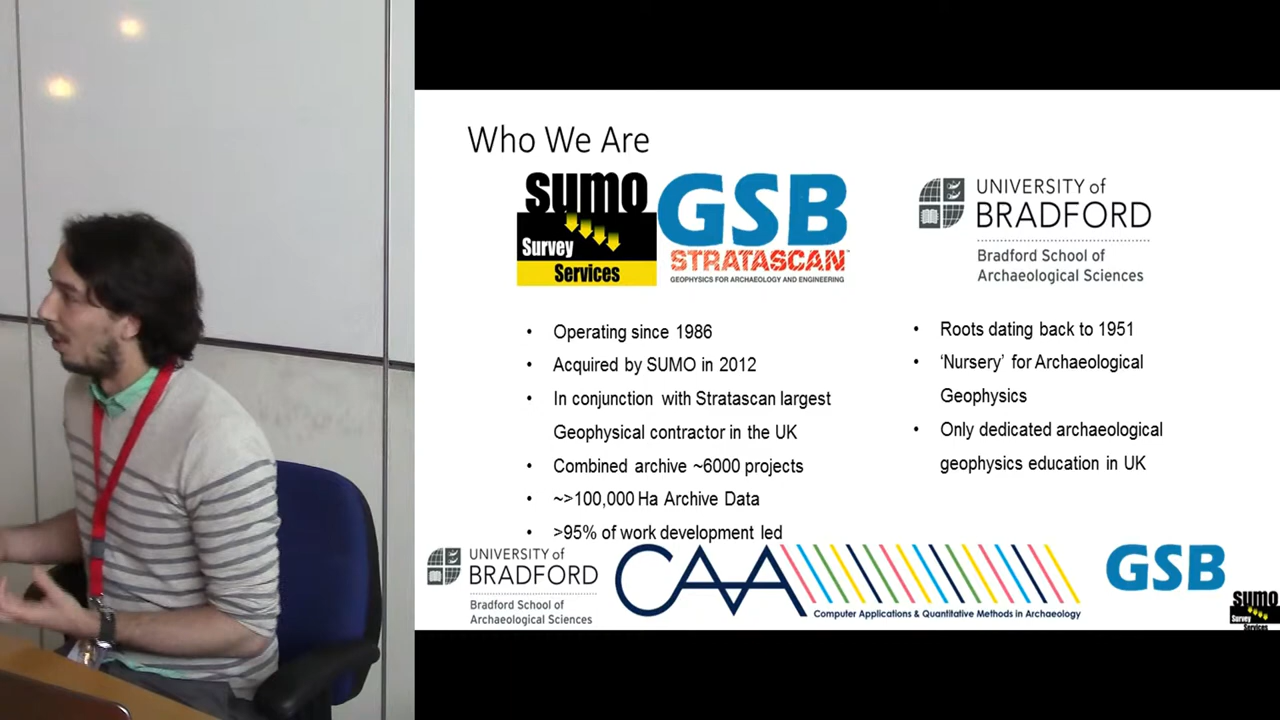 Who We Are
sumo
Survey
Services
GSB
STRATASCAN™
GEOPHYSICS FOR ARCHAEOLOGY AND ENGINEERING
• Operating since 1986
• Acquired by SUMO in 2012
• In conjunction with Stratascan largest
Geophysical contractor in the UK
• Combined archive ~6000 projects
• ~>100,000 Ha Archive Data
• >95% of work development led
UNIVERSITY of
BRADFORD
Bradford School of
Archaeological Sciences
• Roots dating back to 1951
• ‘Nursery’ for Archaeological
Geophysics
• Only dedicated archaeological
geophysics education in UK
UNIVERSITY of
BRADFORD
Bradford School of
Archaeological Sciences
CAA
Computer Applications & Quantitative Methods in Archaeology
GSB
sumo
Survey
Services